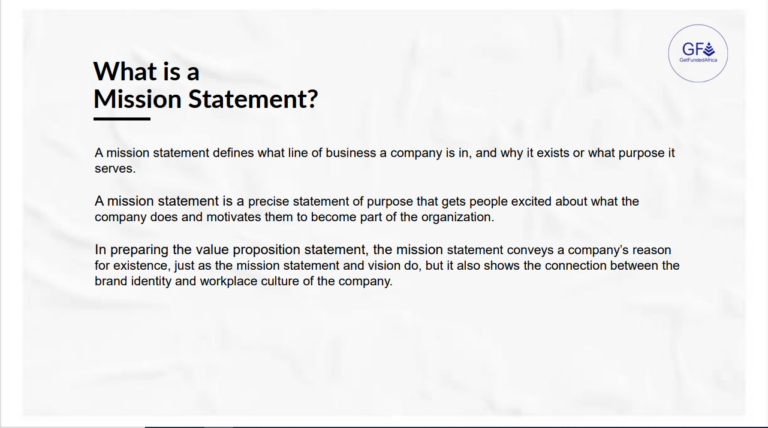 GFA
GetFundedAfrica
What is a
Mission Statement?
A mission statement defines what line of business a company is in, and why it exists or what purpose it
serves.
A mission statement is a precise statement of purpose that gets people excited about what the
company does and motivates them to become part of the organization.
In preparing the value proposition statement, the mission statement conveys a company's reason
for existence, just as the mission statement and vision do, but it also shows the connection between the
brand identity and workplace culture of the company.